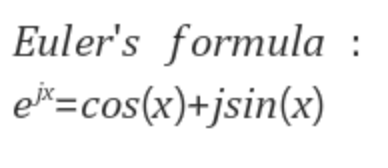 Euler's formula :
e^jx=cos(x)+jsin(x)